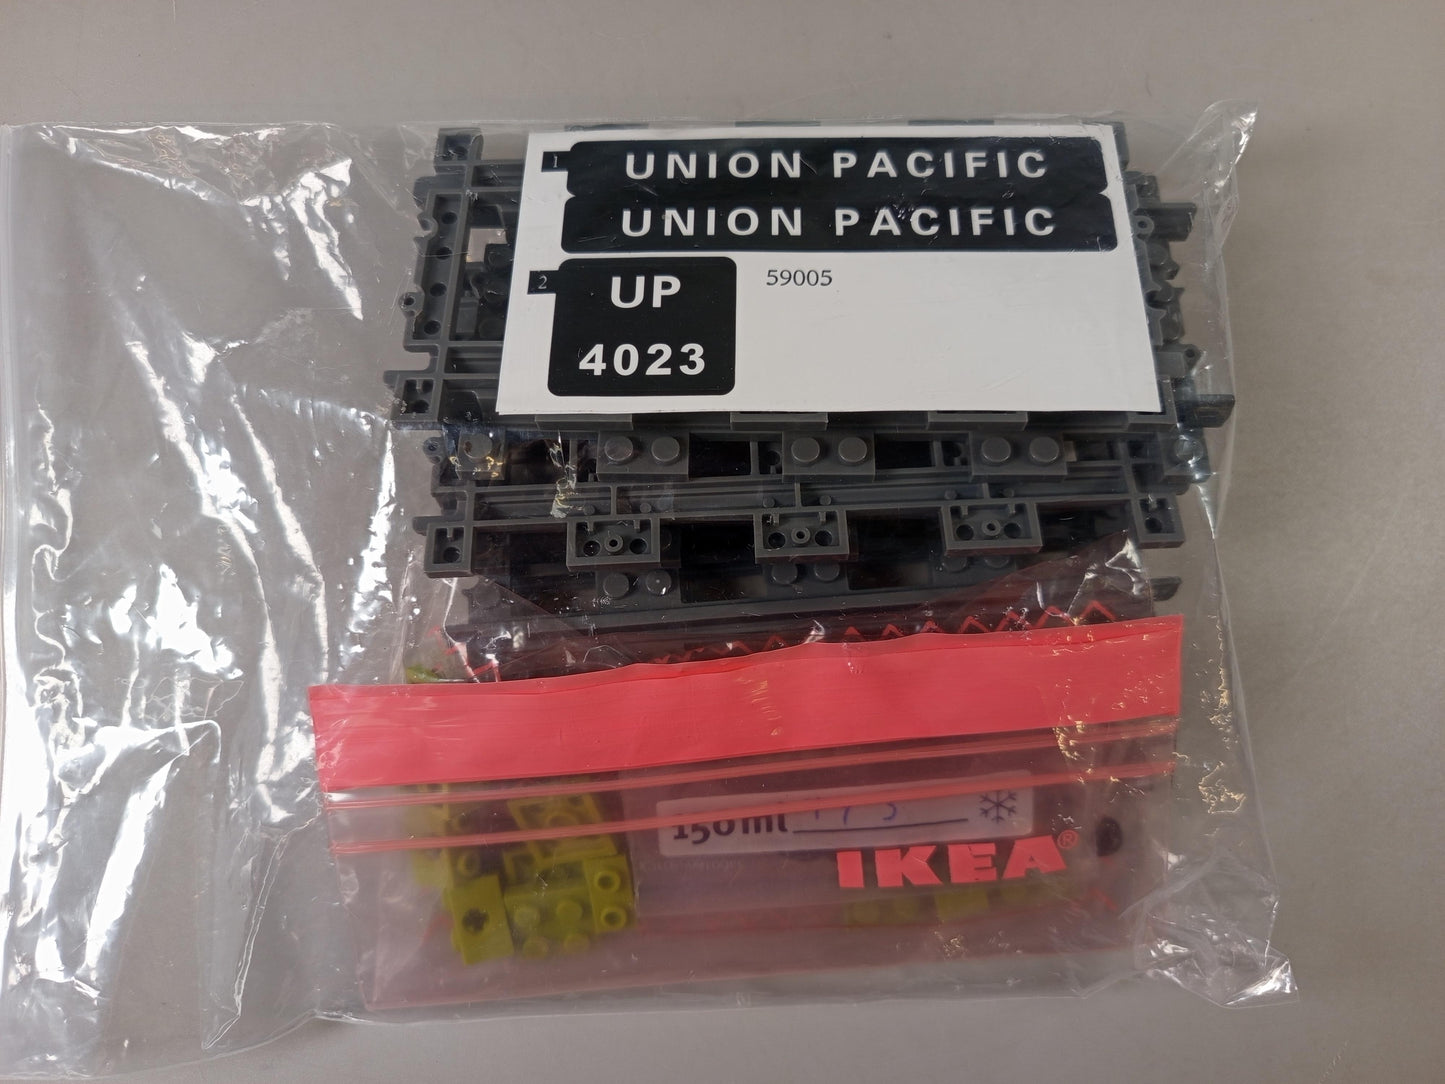 1
UNION PACIFIC
UNION PACIFIC
2
UP
59005
4023
150ml
IKEA®